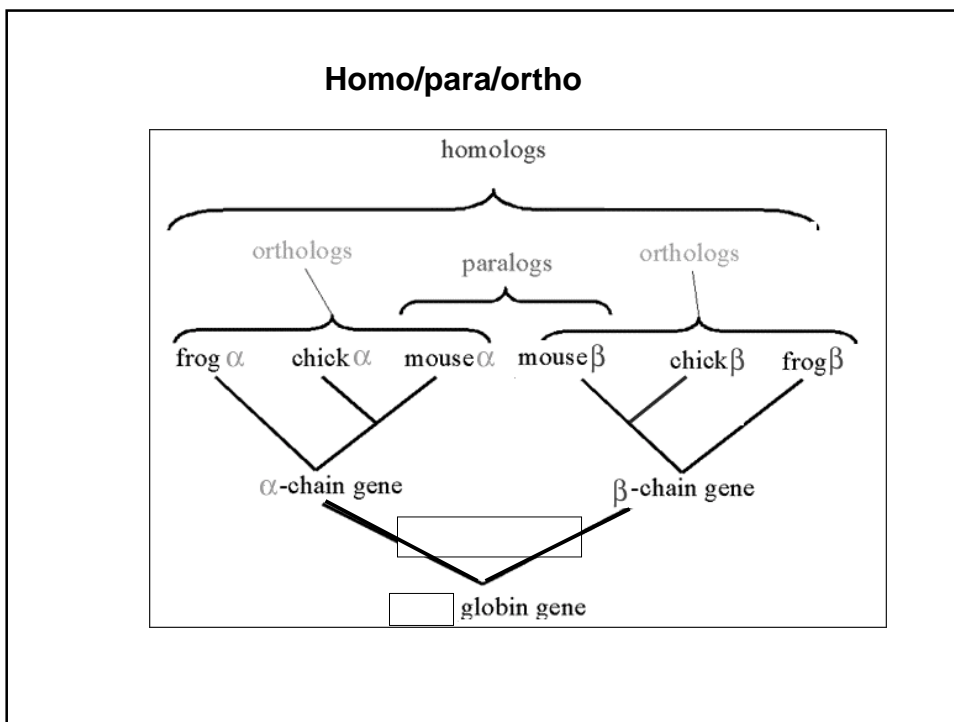 Homo/para/ortho
homologs
orthologs
paralogs
orthologs
frog α
chick α
mouse α
mouse β
chick β
frog β
α-chain gene
β-chain gene
globin gene